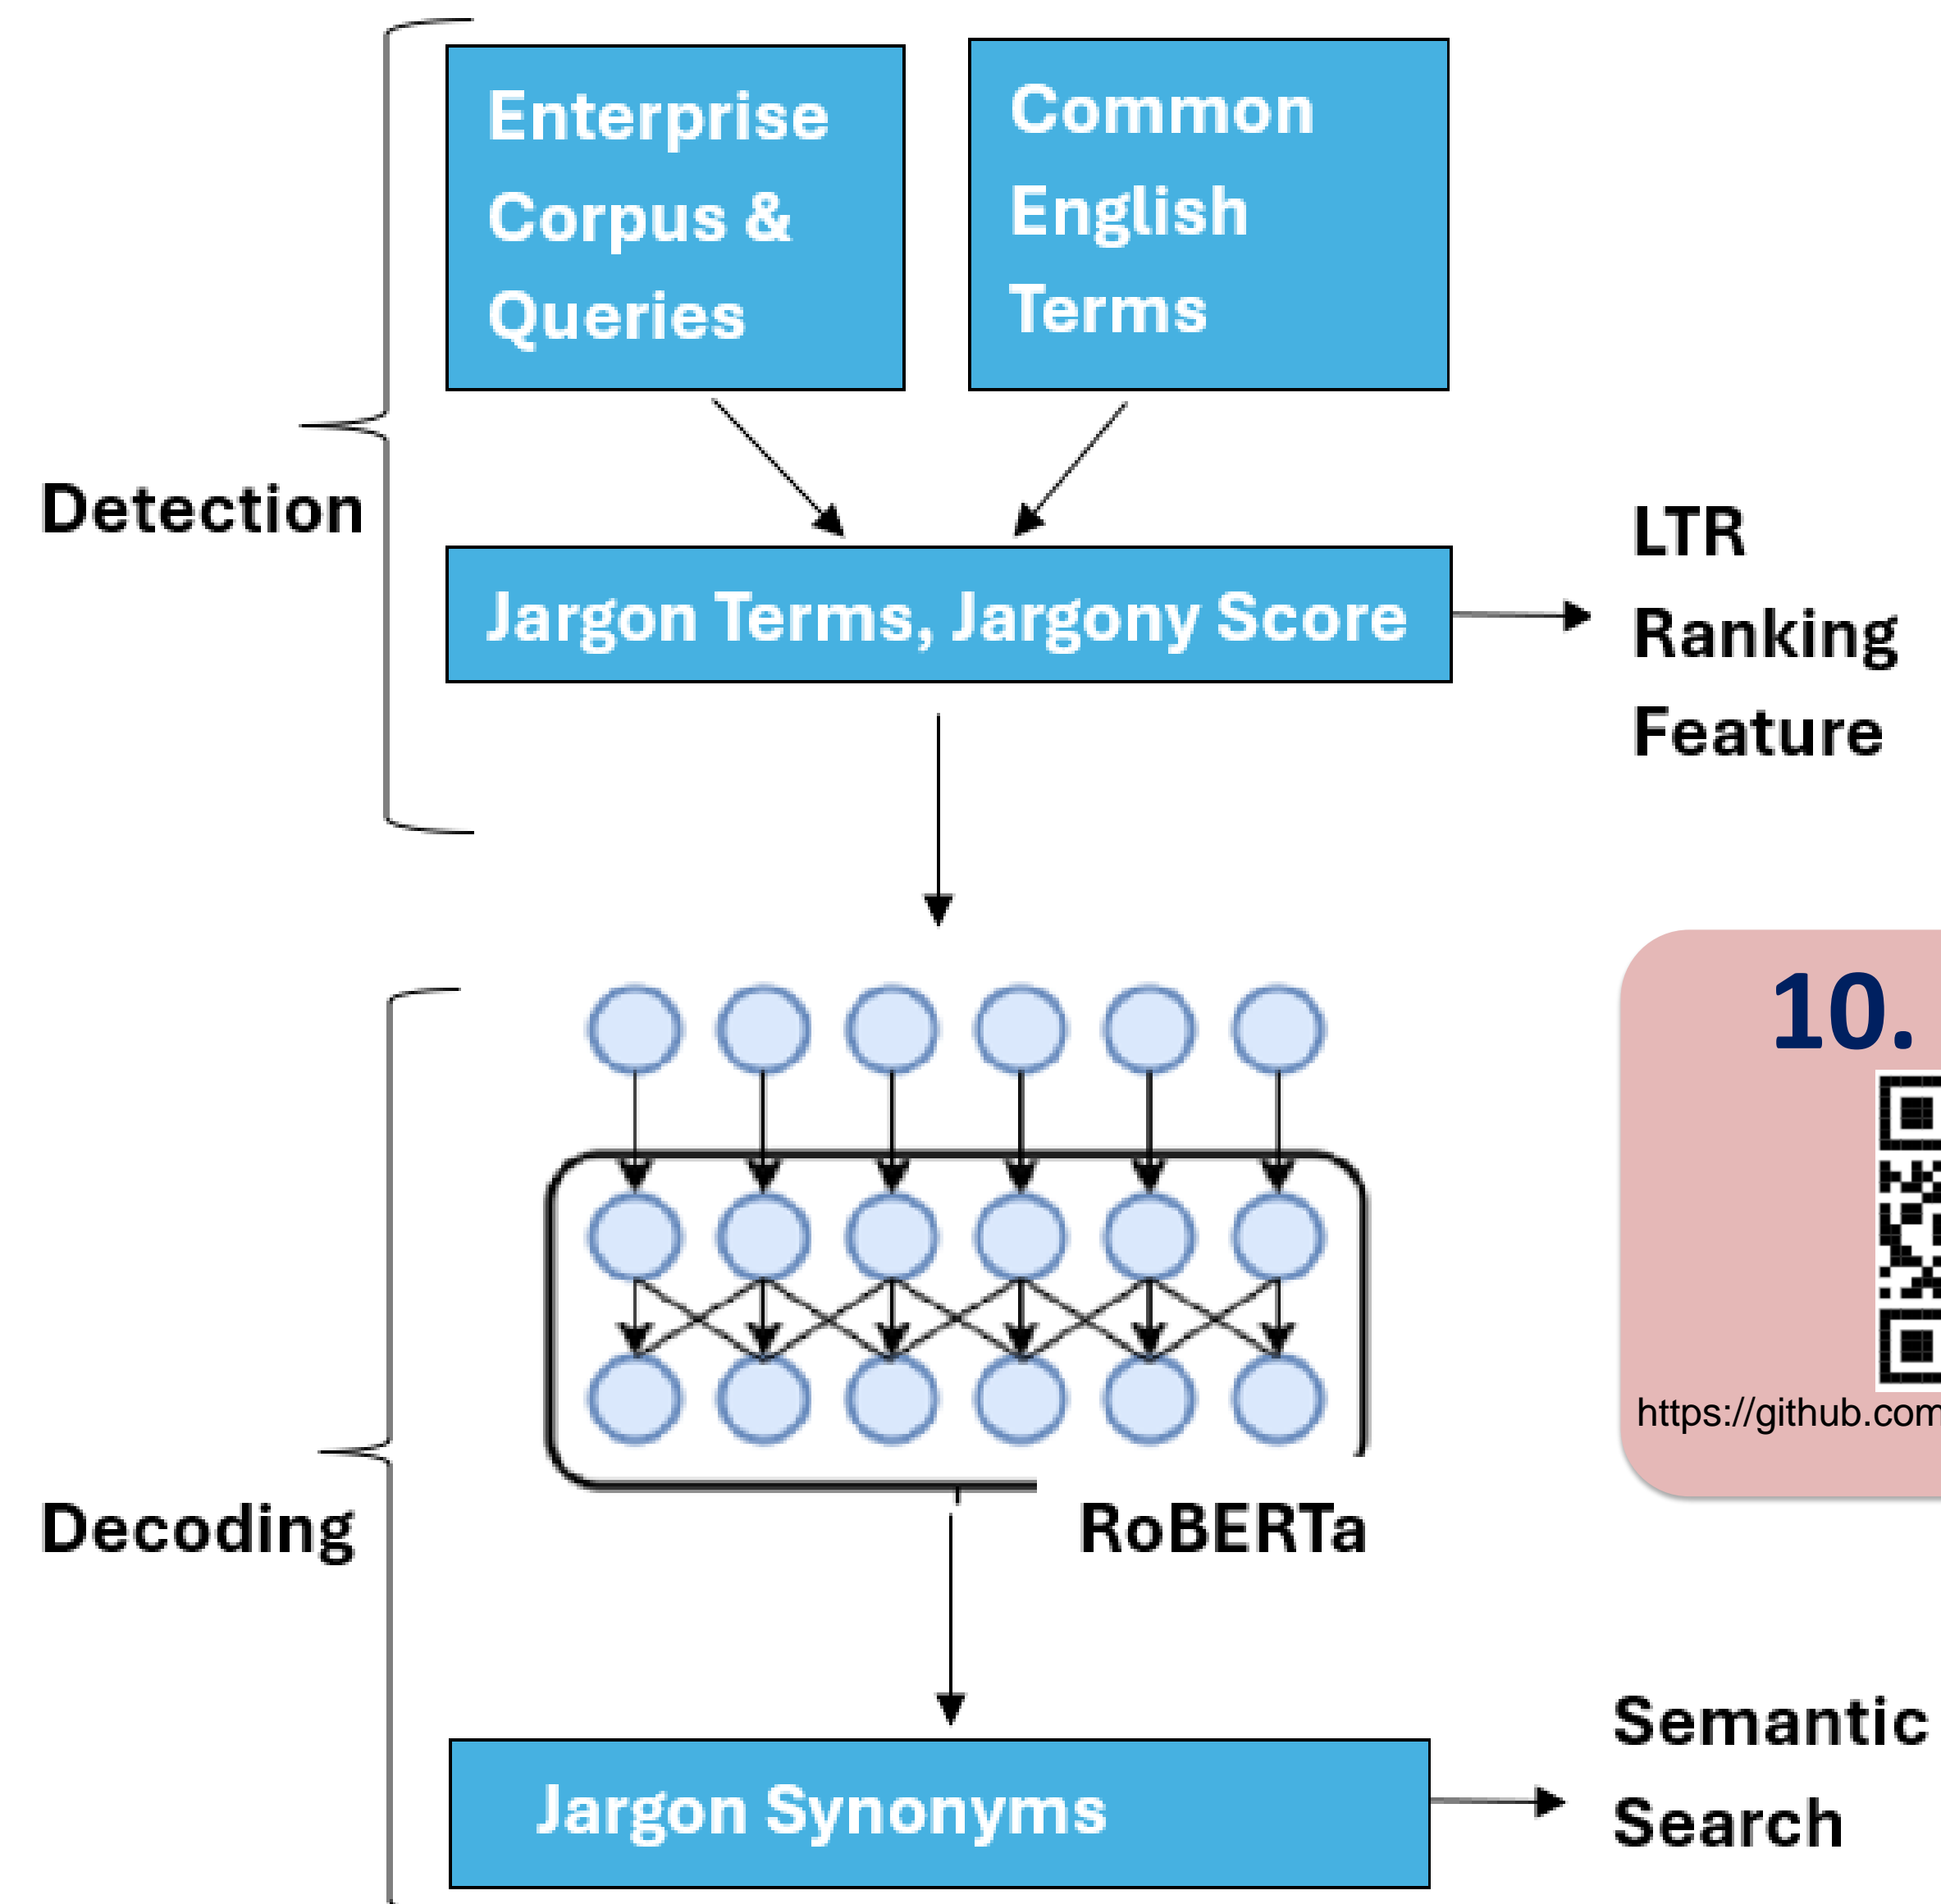 Enterprise
Corpus &
Queries
Common
English
Terms
Detection
Jargon Terms, Jargony Score
LTR
Ranking
Feature
10.
https://github.com
RoBERTa
Decoding
Jargon Synonyms
Semantic
Search